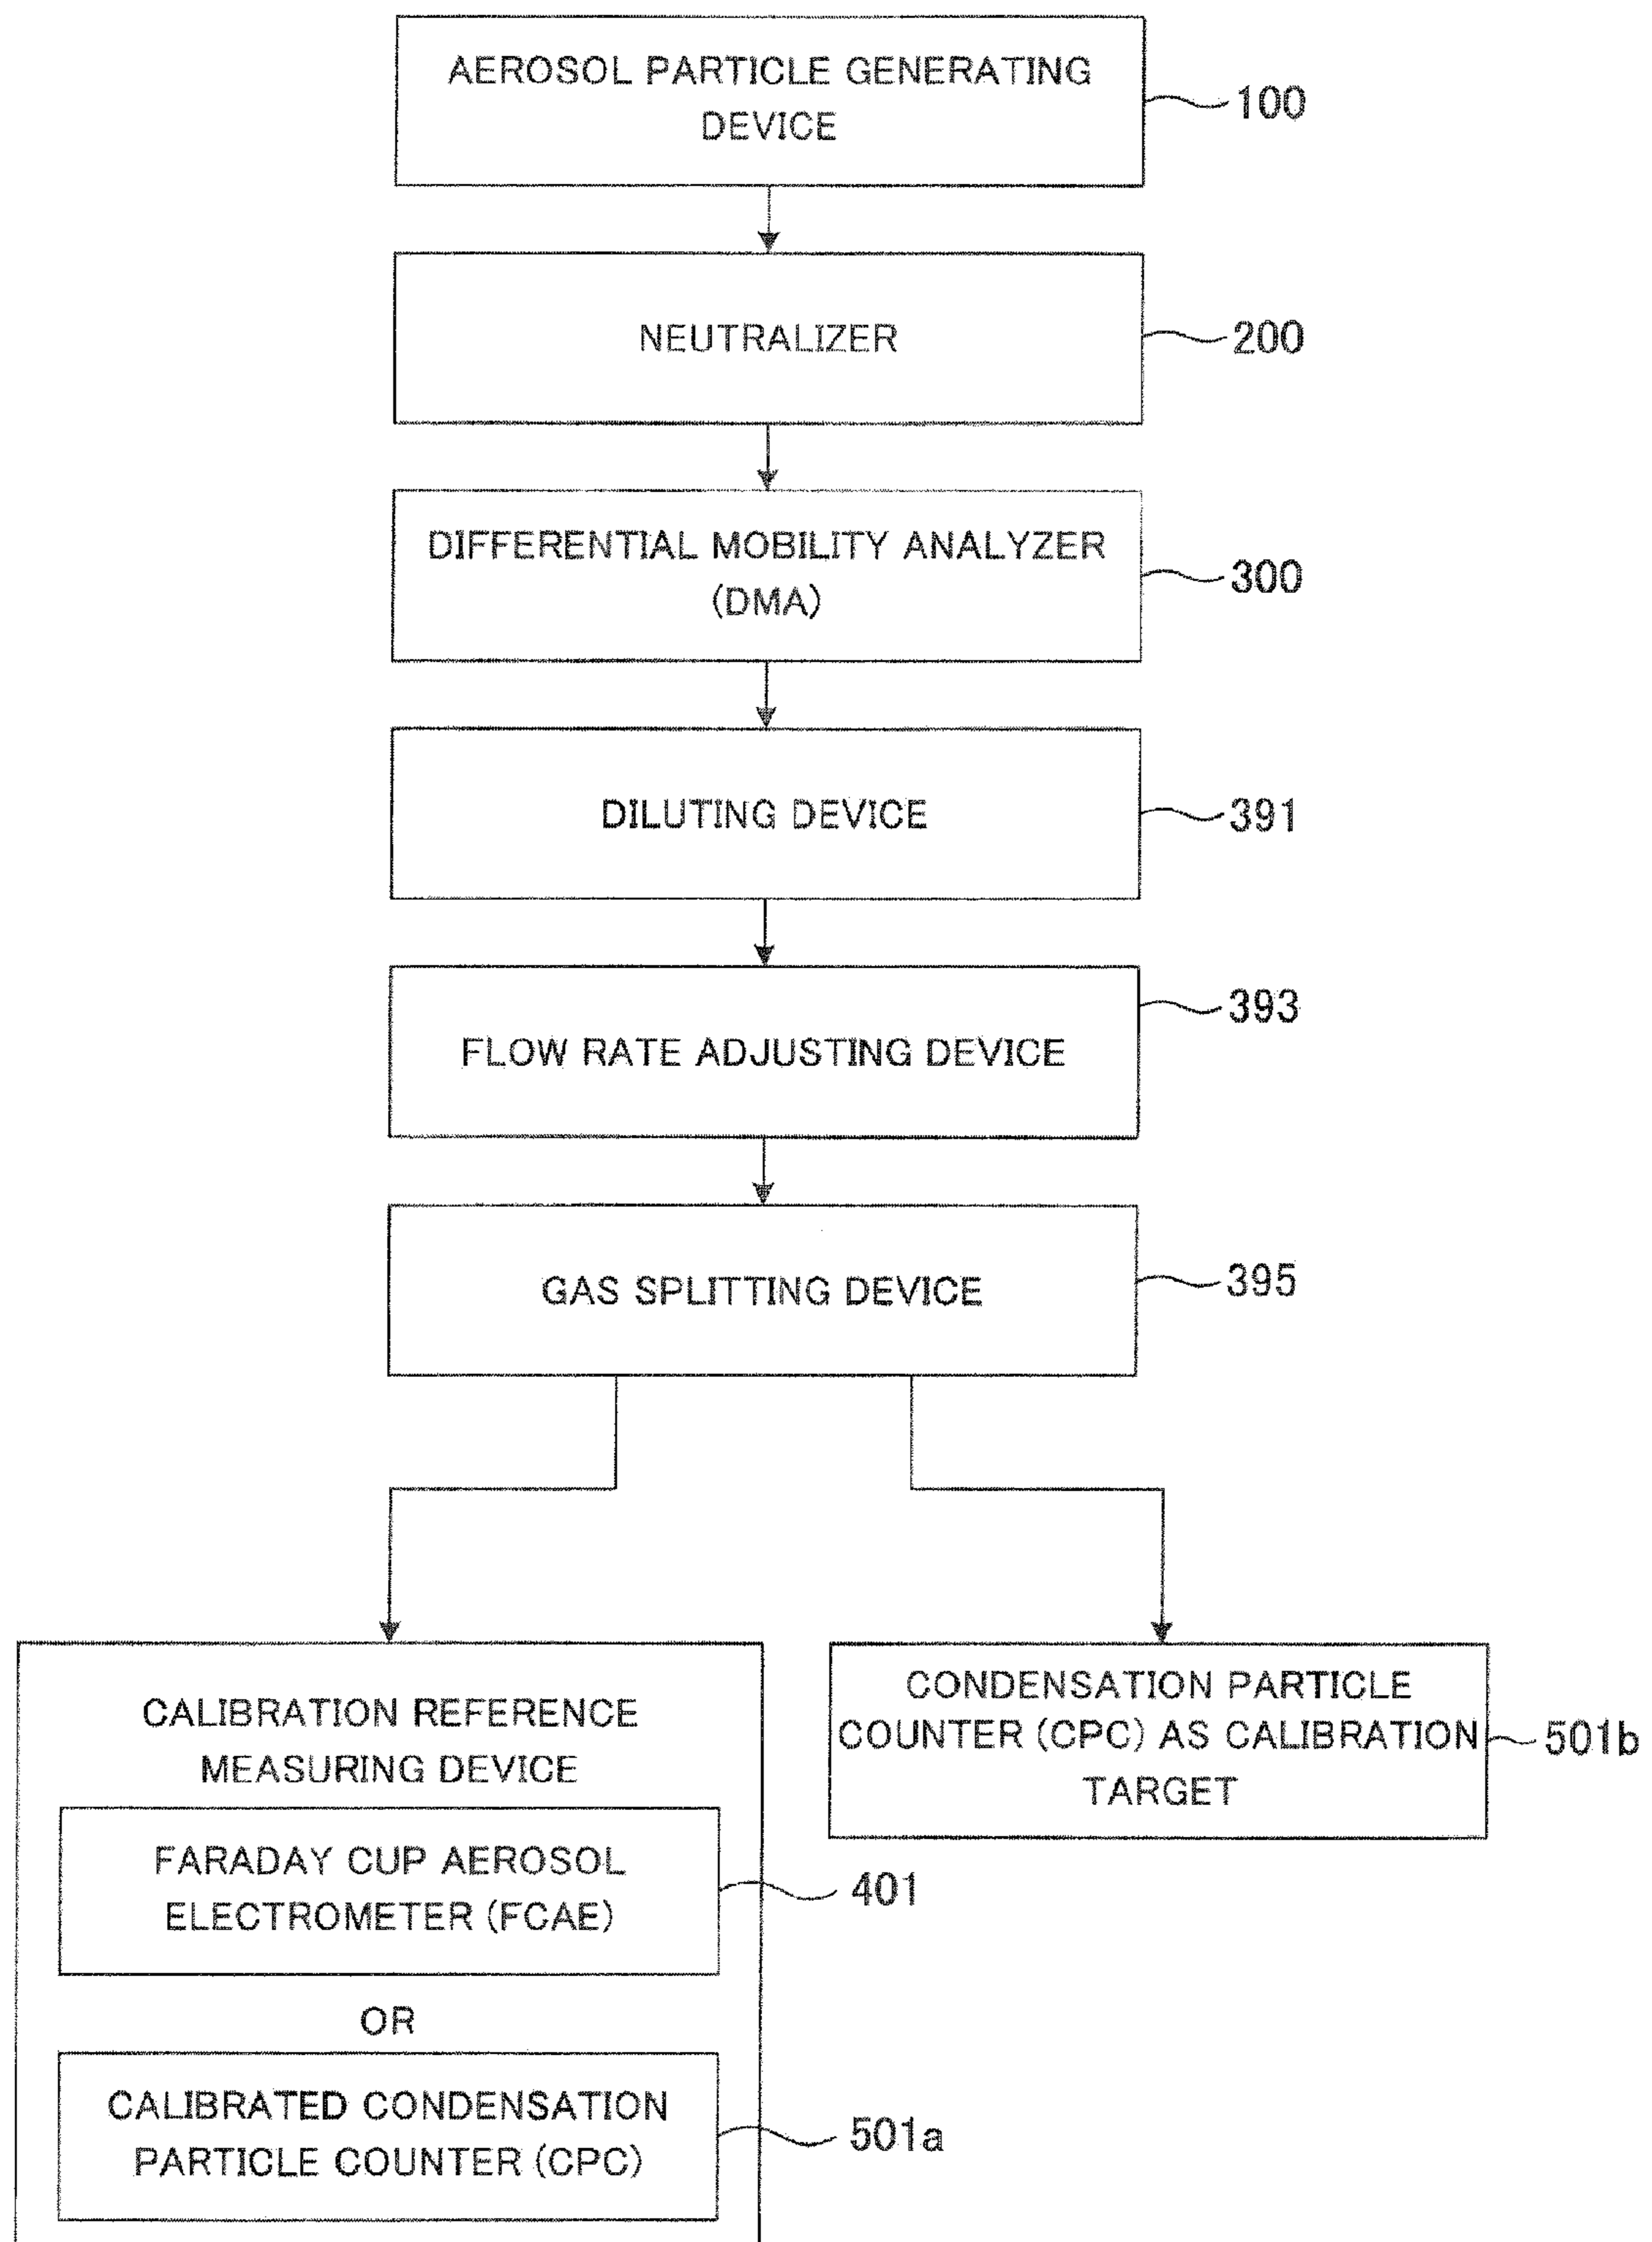 AEROSOL PARTICLE GENERATING
DEVICE
100
NEUTRALIZER
200
DIFFERENTIAL MOBILITY ANALYZER
(DMA)
300
DILUTING DEVICE
391
393
FLOW RATE ADJUSTING DEVICE
GAS SPLITTING DEVICE
395
CALIBRATION REFERENCE
MEASURING DEVICE
FARADAY CUP AEROSOL
ELECTROMETER (FCAE)
401
OR
CALIBRATED CONDENSATION
PARTICLE COUNTER (CPC)
501a
CONDENSATION PARTICLE
COUNTER (CPC) AS CALIBRATION
TARGET
501b